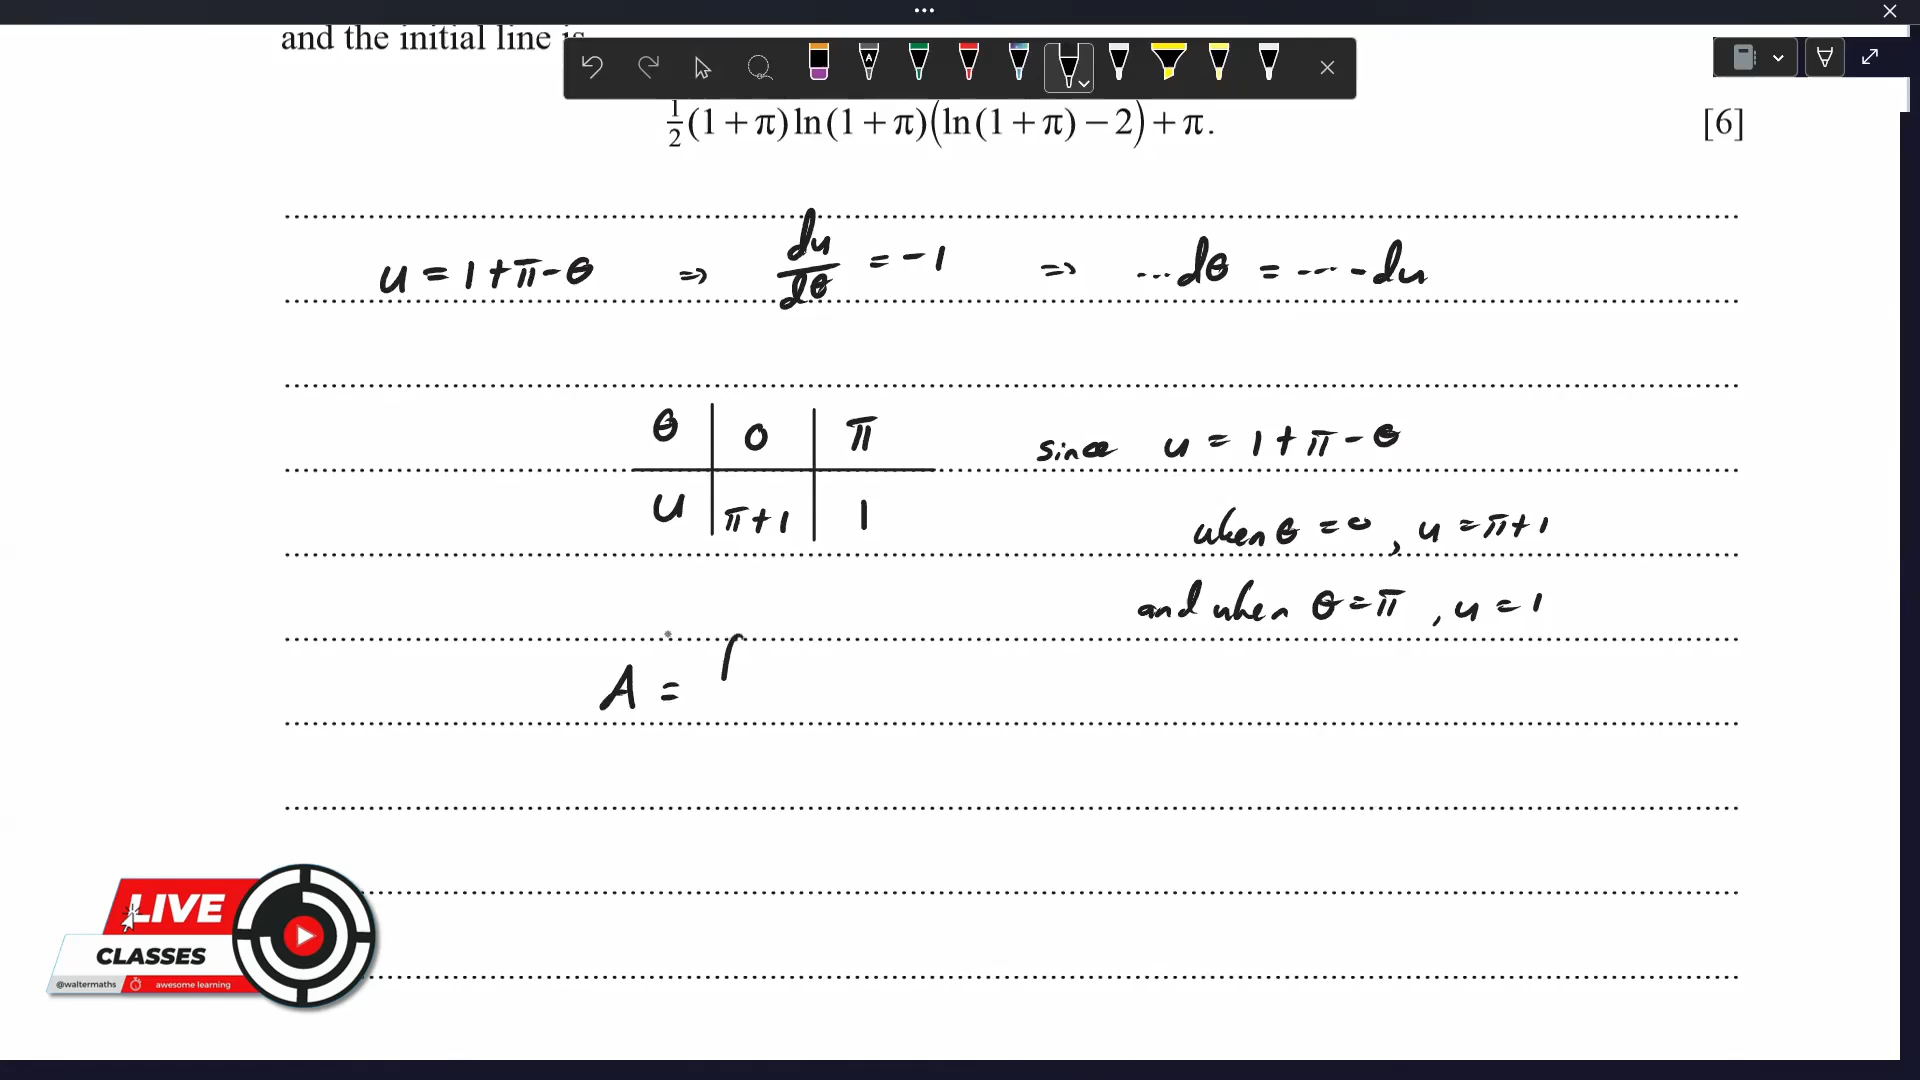 and the initial line is
½(1+π)ln(1+π)(ln(1+π)−2)+π. [6]
u = 1+π−θ ⇒ du/dθ = −1 ⇒ ...dθ = ... −du
θ | 0 | π
u | π+1 | 1
since u = 1+π−θ
when θ = 0, u = π+1
and when θ = π, u = 1
A =
LIVE
CLASSES
@waltermaths awesome learning